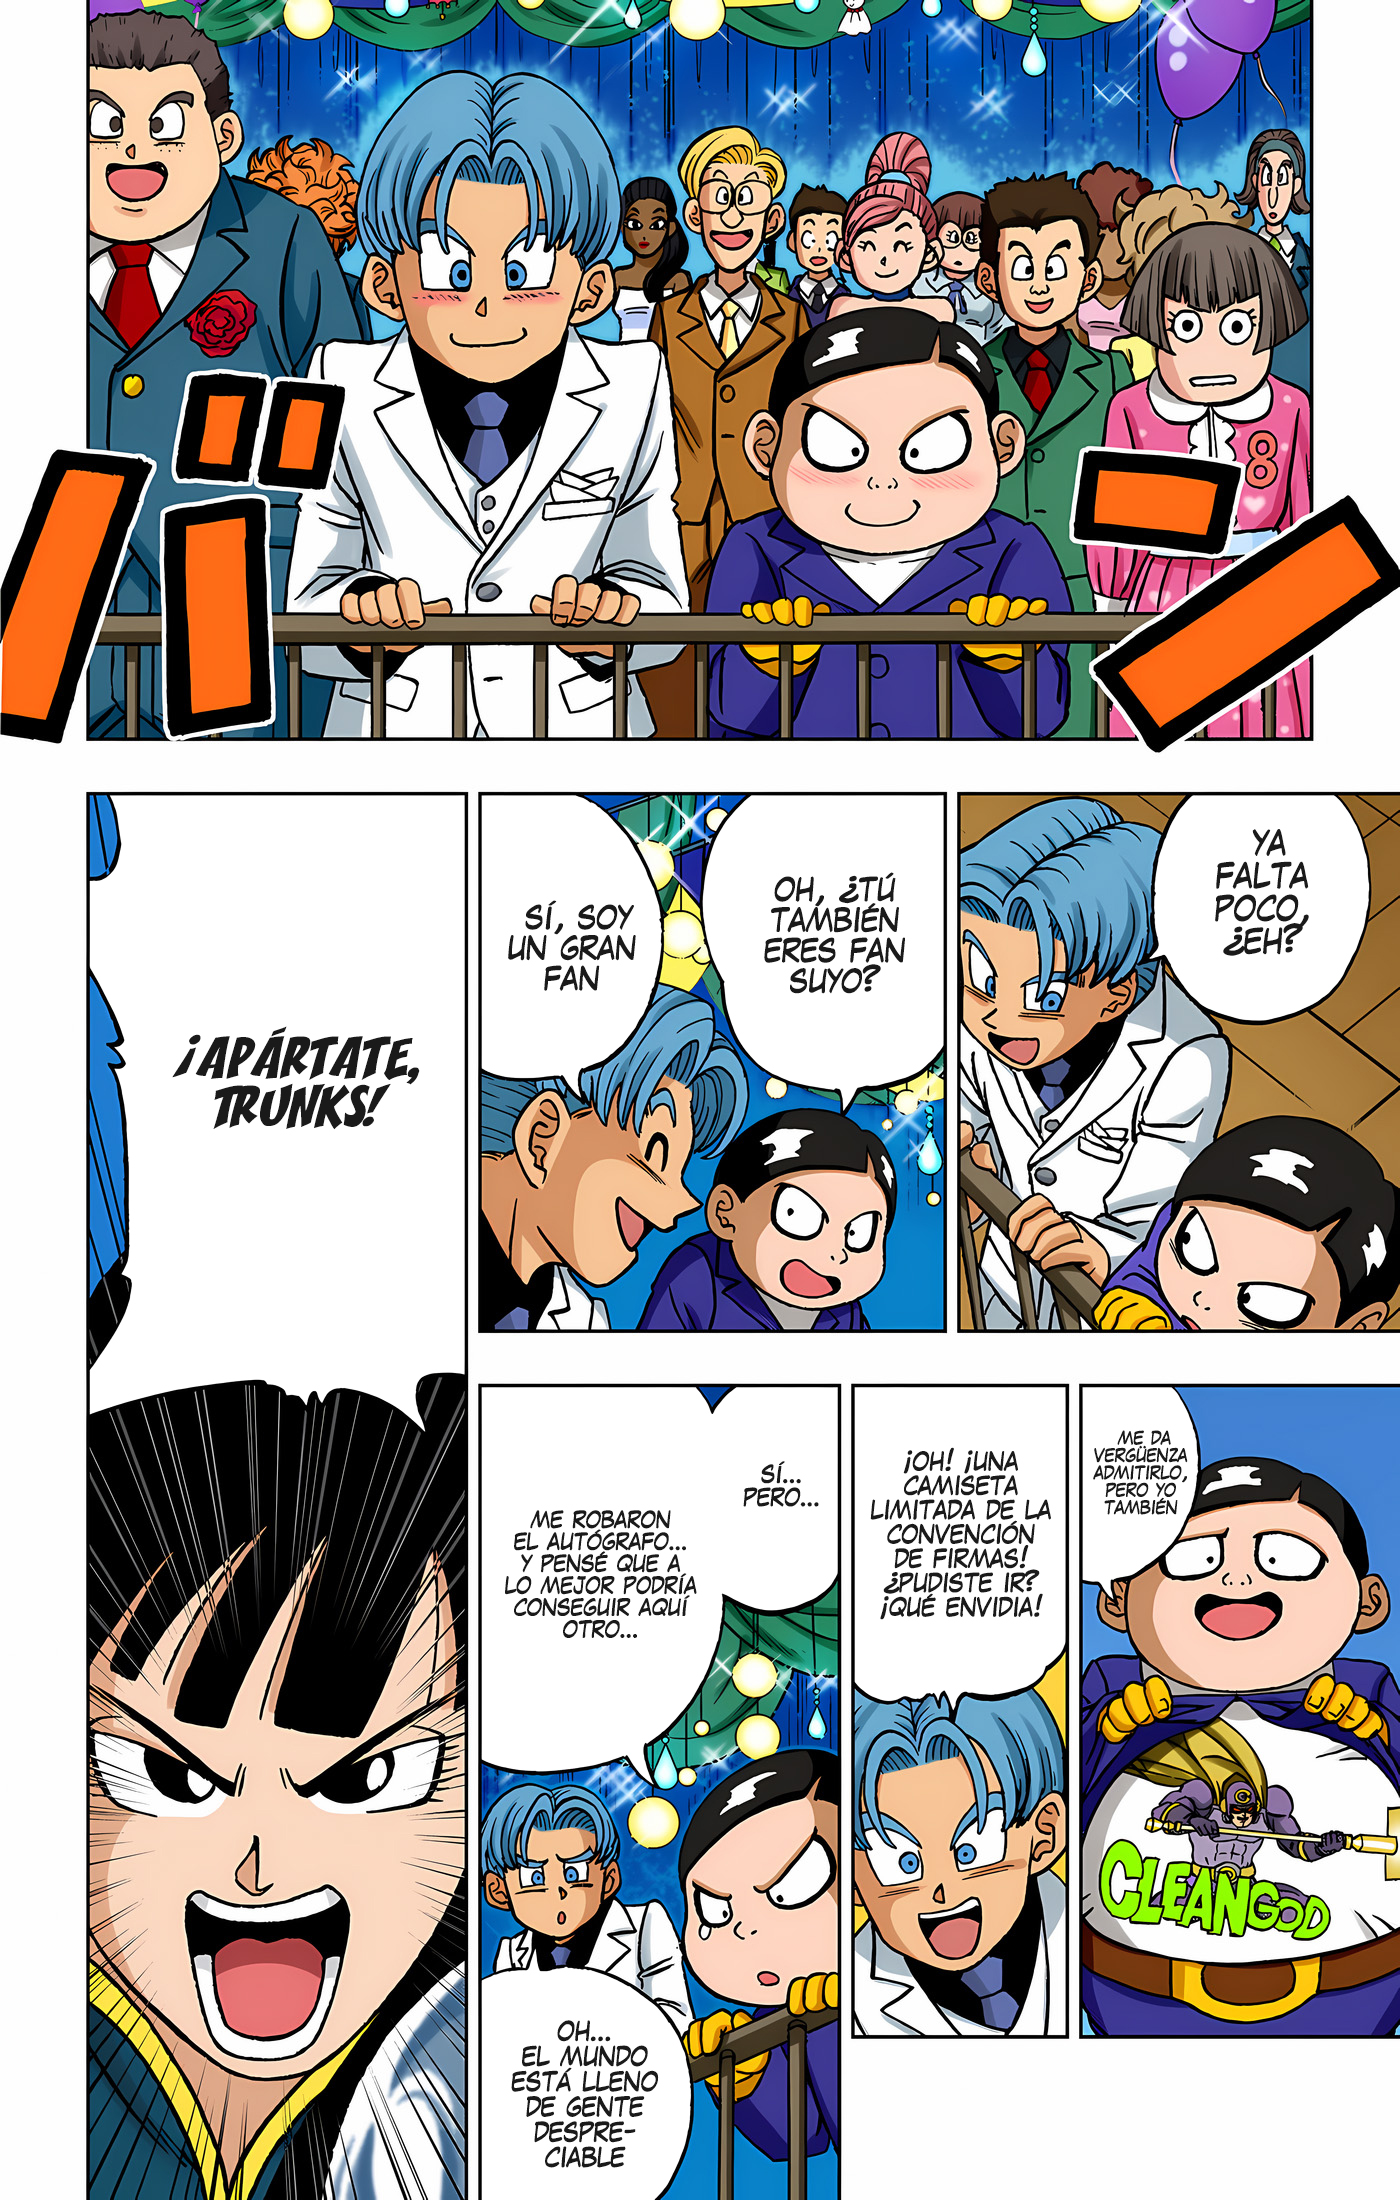 バーン
8
YA
FALTA
POCO,
¿EH?
OH, ¿TÚ
TAMBIÉN
ERES FAN
SUYO?
SÍ, SOY
UN GRAN
FAN
ME DA
VERGÜENZA
ADMITIRLO,
PERO YO
TAMBIÉN
C
CLEANGOD
¡OH! ¡UNA
CAMISETA
LIMITADA DE LA
CONVENCIÓN
DE FIRMAS!
¿PUDISTE IR?
¡QUÉ ENVIDIA!
SÍ...
PERO...
ME ROBARON
EL AUTÓGRAFO...
Y PENSÉ QUE A
LO MEJOR PODRÍA
CONSEGUIR AQUÍ
OTRO...
OH...
EL MUNDO
ESTÁ LLENO
DE GENTE
DESPRE-
CIABLE
¡APÁRTATE,
TRUNKS!